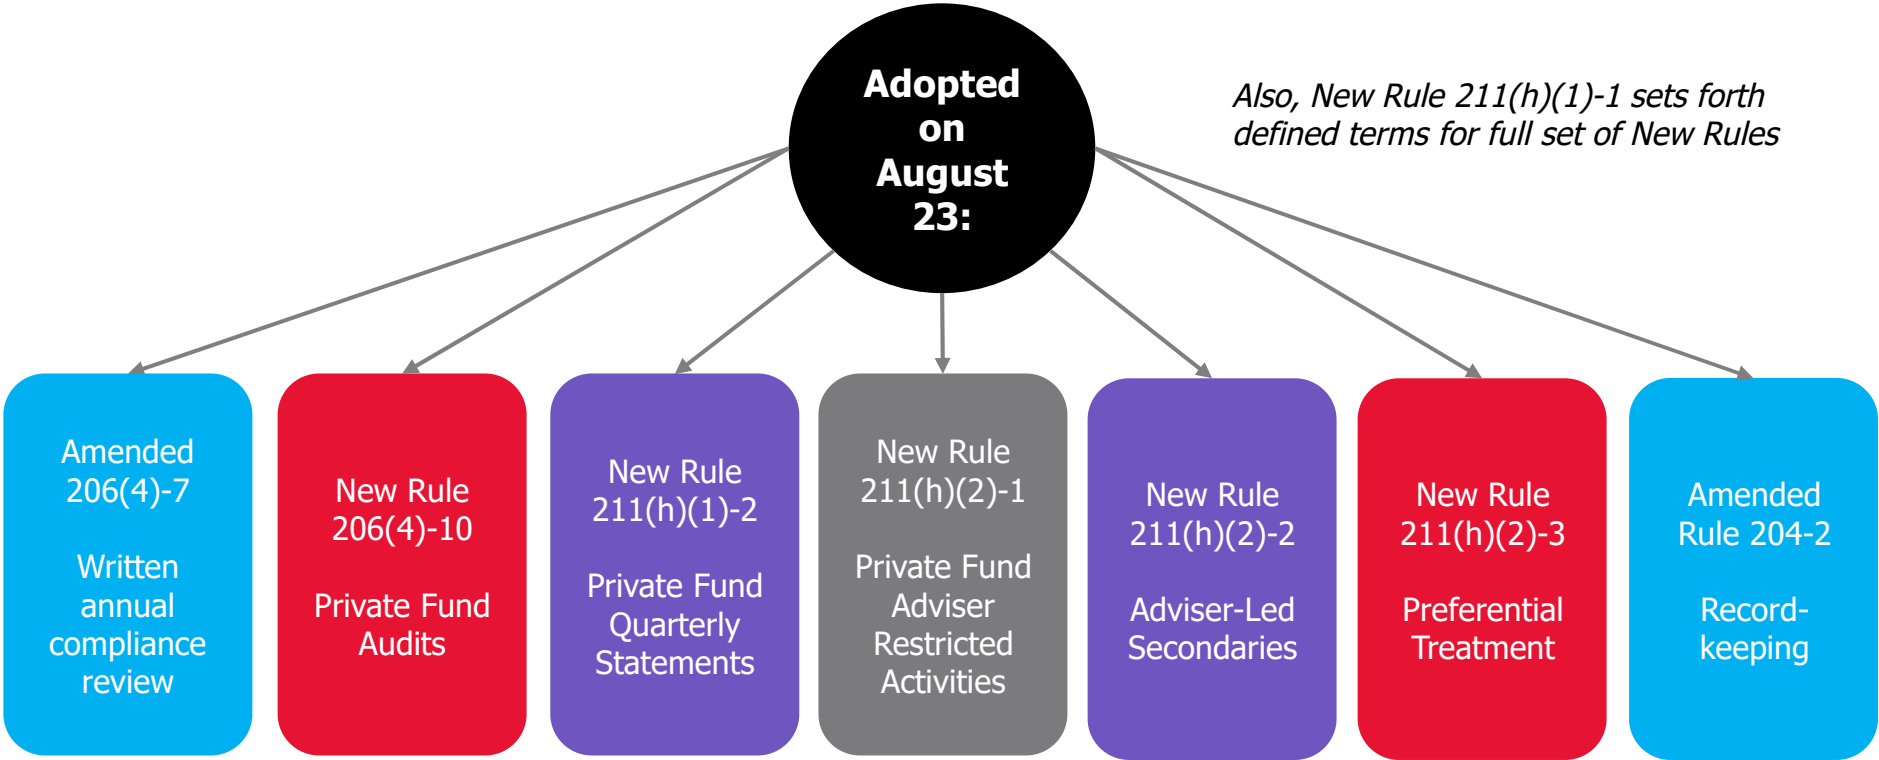 Adopted
on
August
23:
Also, New Rule 211(h)(1)-1 sets forth
defined terms for full set of New Rules
Amended
206(4)-7
Written
annual
compliance
review
New Rule
206(4)-10
Private Fund
Audits
New Rule
211(h)(1)-2
Private Fund
Quarterly
Statements
New Rule
211(h)(2)-1
Private Fund
Adviser
Restricted
Activities
New Rule
211(h)(2)-2
Adviser-Led
Secondaries
New Rule
211(h)(2)-3
Preferential
Treatment
Amended
Rule 204-2
Record-
keeping